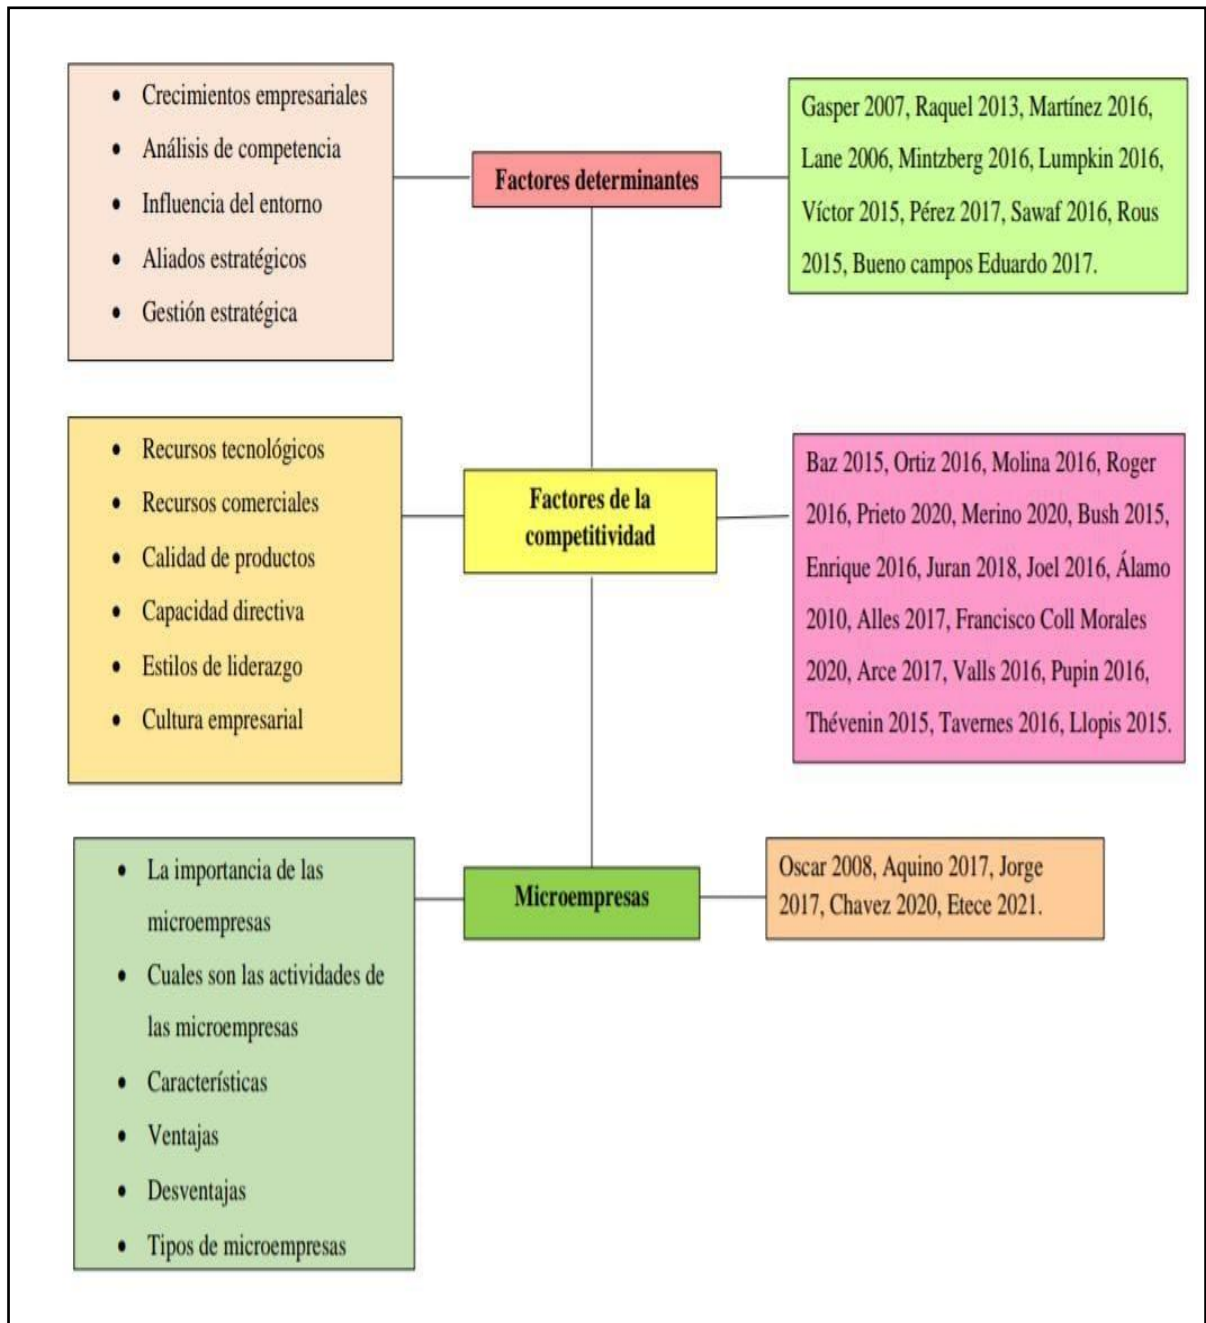 • Crecimientos empresariales
• Análisis de competencia
• Influencia del entorno
• Aliados estratégicos
• Gestión estratégica
Factores determinantes
Gasper 2007, Raquel 2013, Martínez 2016,
Lane 2006, Mintzberg 2016, Lumpkin 2016,
Víctor 2015, Pérez 2017, Sawaf 2016, Rous
2015, Bueno campos Eduardo 2017.
• Recursos tecnológicos
• Recursos comerciales
• Calidad de productos
• Capacidad directiva
• Estilos de liderazgo
• Cultura empresarial
Factores de la
competitividad
Baz 2015, Ortiz 2016, Molina 2016, Roger
2016, Prieto 2020, Merino 2020, Bush 2015,
Enrique 2016, Juran 2018, Joel 2016, Álamo
2010, Alles 2017, Francisco Coll Morales
2020, Arce 2017, Valls 2016, Pupin 2016,
Thévenin 2015, Tavernes 2016, Llopis 2015.
• La importancia de las
microempresas
• Cuales son las actividades de
las microempresas
• Característícas
• Ventajas
• Desventajas
• Tipos de microempresas
Microempresas
Oscar 2008, Aquino 2017, Jorge
2017, Chavez 2020, Etece 2021.